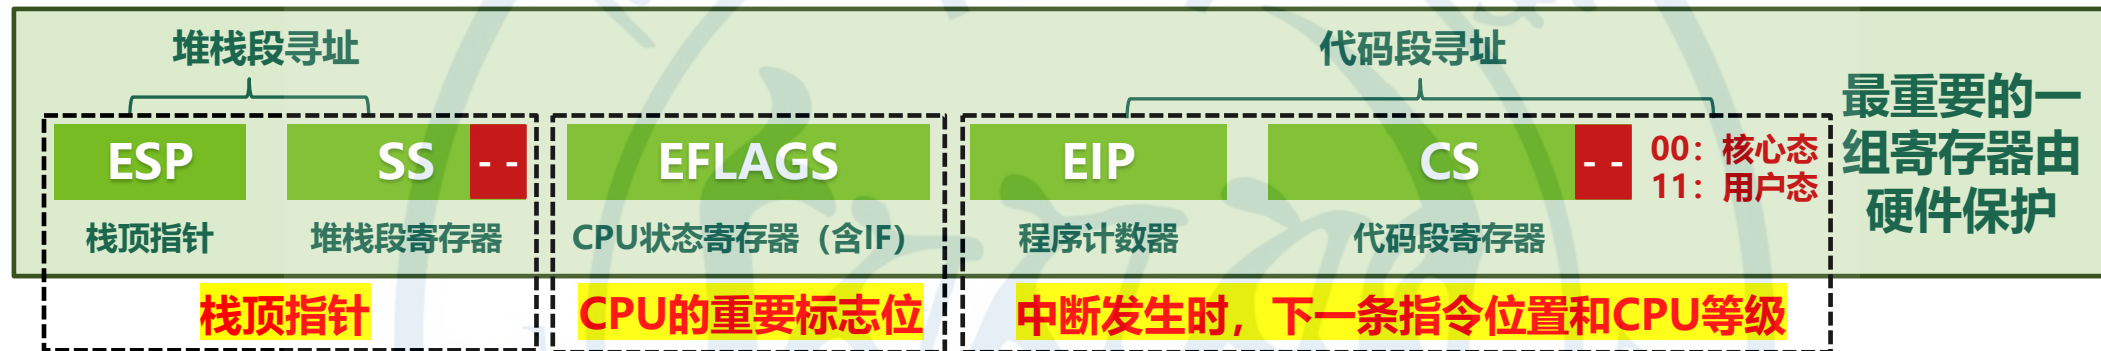 堆栈段寻址
代码段寻址
最重要的一
组寄存器由
硬件保护
ESP
SS
- -
EFLAGS
EIP
CS
- -
00：核心态
11：用户态
栈顶指针
堆栈段寄存器
CPU状态寄存器（含IF）
程序计数器
代码段寄存器
栈顶指针
CPU的重要标志位
中断发生时，下一条指令位置和CPU等级